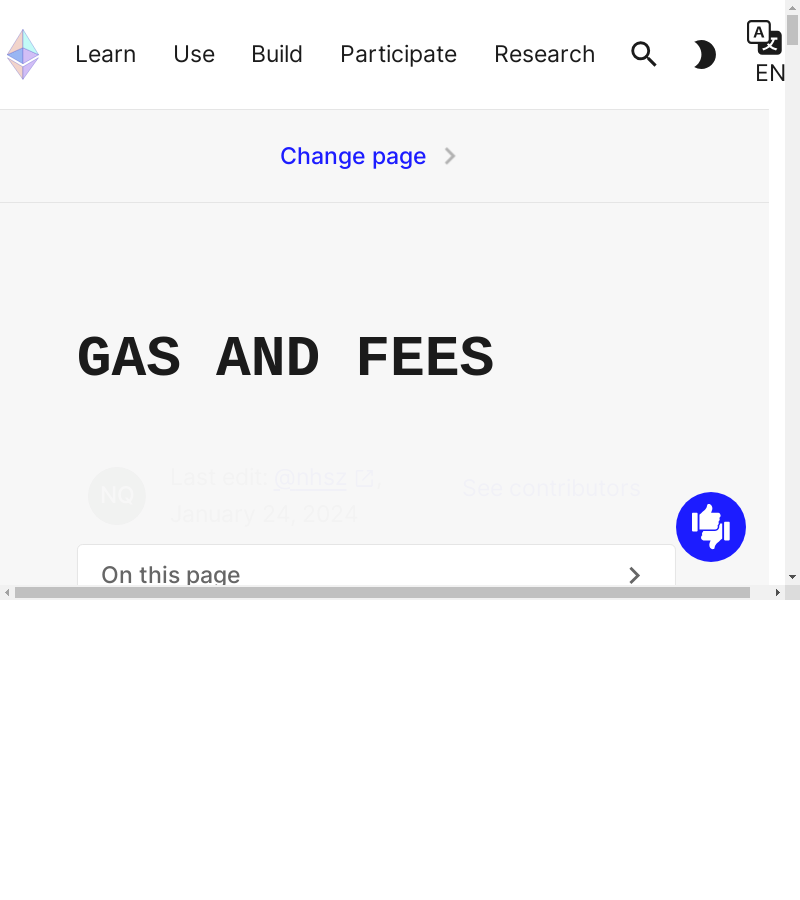 Learn Use Build Participate Research
EN
Change page
GAS AND FEES
NQ
Last edit: @nhsz ,
January 24, 2024
See contributors
On this page